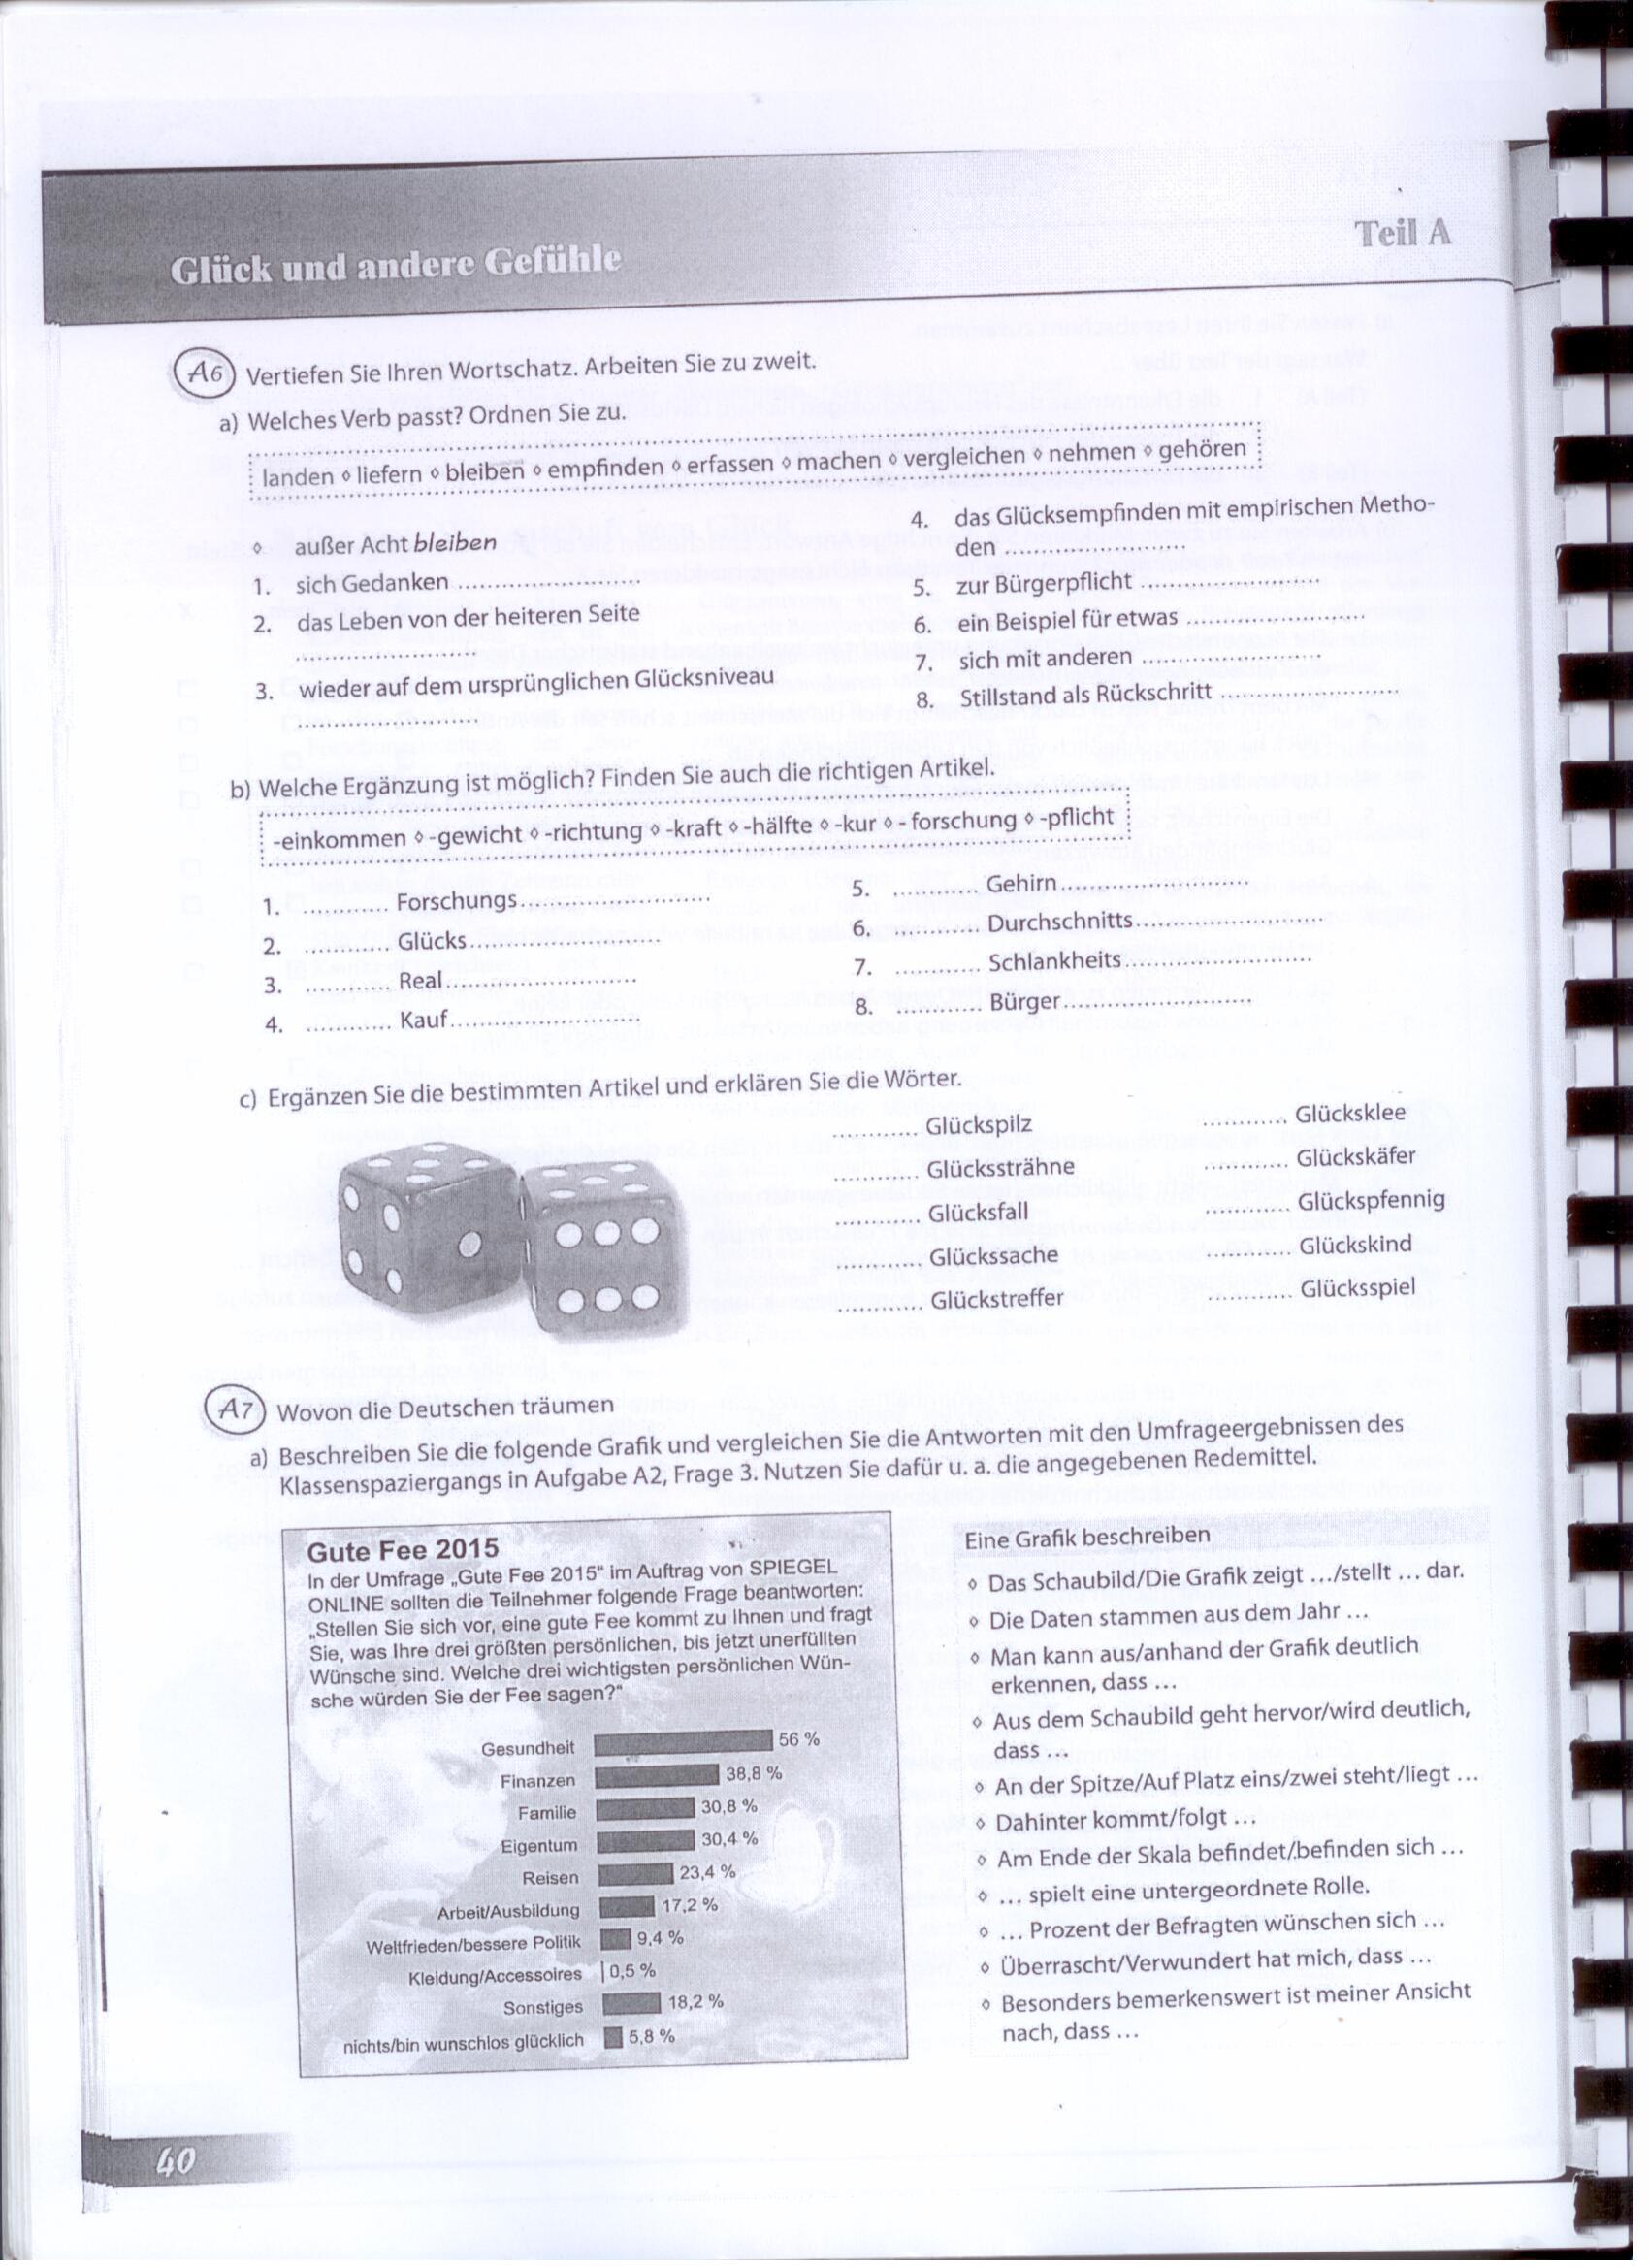 Glück und andere Gefühle
Teil A
A6 Vertiefen Sie Ihren Wortschatz. Arbeiten Sie zu zweit.
a) Welches Verb passt? Ordnen Sie zu.
landen ⋄ liefern ⋄ bleiben ⋄ empfinden ⋄ erfassen ⋄ machen ⋄ vergleichen ⋄ nehmen ⋄ gehören
⋄ außer Acht bleiben
1. sich Gedanken ........................
2. das Leben von der heiteren Seite
........................
3. wieder auf dem ursprünglichen Glücksniveau
........................
4. das Glücksempfinden mit empirischen Metho-
den ........................
5. zur Bürgerpflicht ........................
6. ein Beispiel für etwas ........................
7. sich mit anderen ........................
8. Stillstand als Rückschritt ........................
b) Welche Ergänzung ist möglich? Finden Sie auch die richtigen Artikel.
-einkommen ⋄ -gewicht ⋄ -richtung ⋄ -kraft ⋄ -hälfte ⋄ -kur ⋄ - forschung ⋄ -pflicht
1. ............ Forschungs........................
2. ............ Glücks........................
3. ............ Real........................
4. ............ Kauf........................
5. ............ Gehirn........................
6. ............ Durchschnitts........................
7. ............ Schlankheits........................
8. ............ Bürger........................
c) Ergänzen Sie die bestimmten Artikel und erklären Sie die Wörter.
............ Glückspilz
............ Glückssträhne
............ Glücksfall
............ Glückssache
............ Glückstreffer
............ Glücksklee
............ Glückskäfer
............ Glückspfennig
............ Glückskind
............ Glücksspiel
A7 Wovon die Deutschen träumen
a) Beschreiben Sie die folgende Grafik und vergleichen Sie die Antworten mit den Umfrageergebnissen des
Klassenspaziergangs in Aufgabe A2, Frage 3. Nutzen Sie dafür u. a. die angegebenen Redemittel.
Gute Fee 2015
In der Umfrage „Gute Fee 2015“ im Auftrag von SPIEGEL
ONLINE sollten die Teilnehmer folgende Frage beantworten:
„Stellen Sie sich vor, eine gute Fee kommt zu Ihnen und fragt
Sie, was Ihre drei größten persönlichen, bis jetzt unerfüllten
Wünsche sind. Welche drei wichtigsten persönlichen Wün-
sche würden Sie der Fee sagen?“
Gesundheit 56 %
Finanzen 38,8 %
Familie 30,8 %
Eigentum 30,4 %
Reisen 23,4 %
Arbeit/Ausbildung 17,2 %
Weltfrieden/bessere Politik 9,4 %
Kleidung/Accessoires 0,5 %
Sonstiges 18,2 %
nichts/bin wunschlos glücklich 5,8 %
Eine Grafik beschreiben
⋄ Das Schaubild/Die Grafik zeigt .../stellt ... dar.
⋄ Die Daten stammen aus dem Jahr ...
⋄ Man kann aus/anhand der Grafik deutlich
erkennen, dass ...
⋄ Aus dem Schaubild geht hervor/wird deutlich,
dass ...
⋄ An der Spitze/Auf Platz eins/zwei steht/liegt ...
⋄ Dahinter kommt/folgt ...
⋄ Am Ende der Skala befindet/befinden sich ...
⋄ ... spielt eine untergeordnete Rolle.
⋄ ... Prozent der Befragten wünschen sich ...
⋄ Überrascht/Verwundert hat mich, dass ...
⋄ Besonders bemerkenswert ist meiner Ansicht
nach, dass ...
40